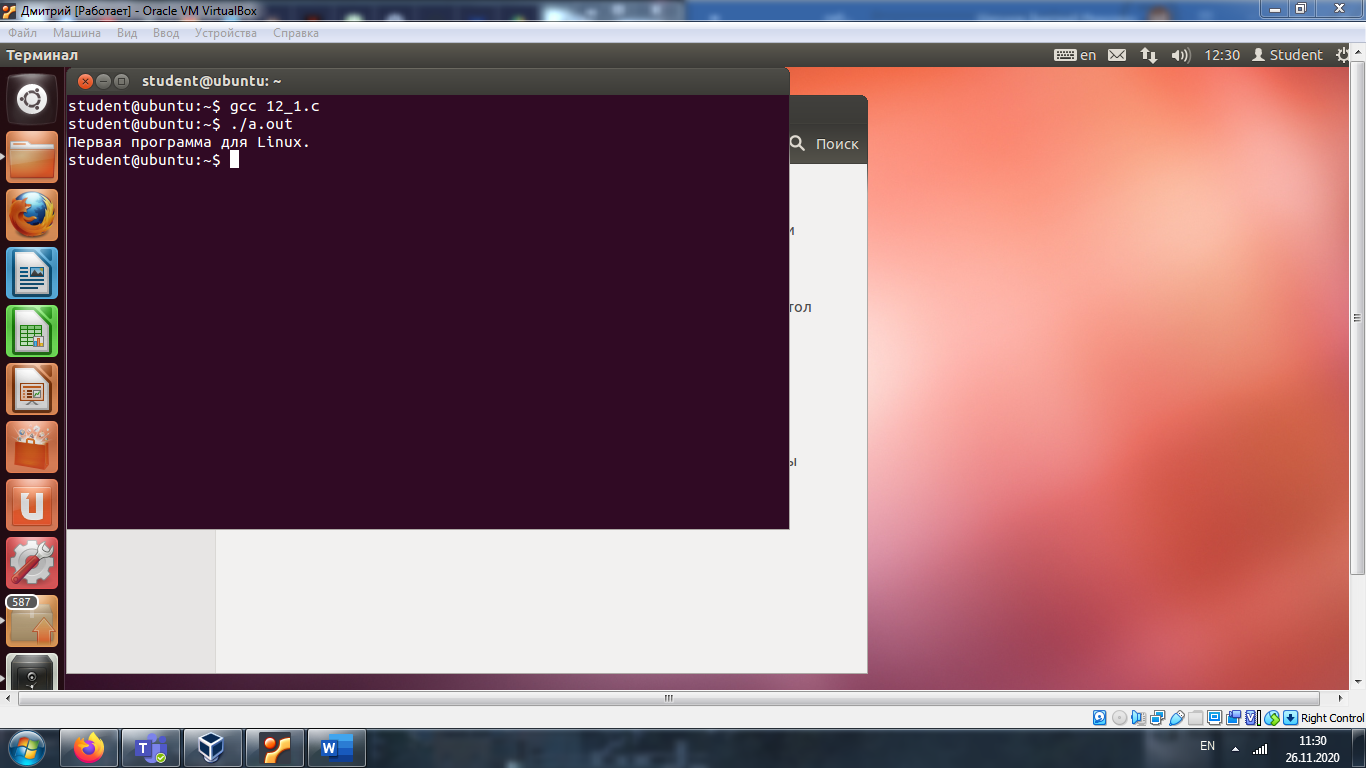 Дмитрий [Работает] - Oracle VM VirtualBox
Файл Машина Вид Ввод Устройства Справка
Терминал en 12:30 Student
student@ubuntu: ~
student@ubuntu:~$ gcc 12_1.c
student@ubuntu:~$ ./a.out
Первая программа для Linux.
student@ubuntu:~$
Поиск
и
тол
ы
587
Right Control
EN 11:30
26.11.2020